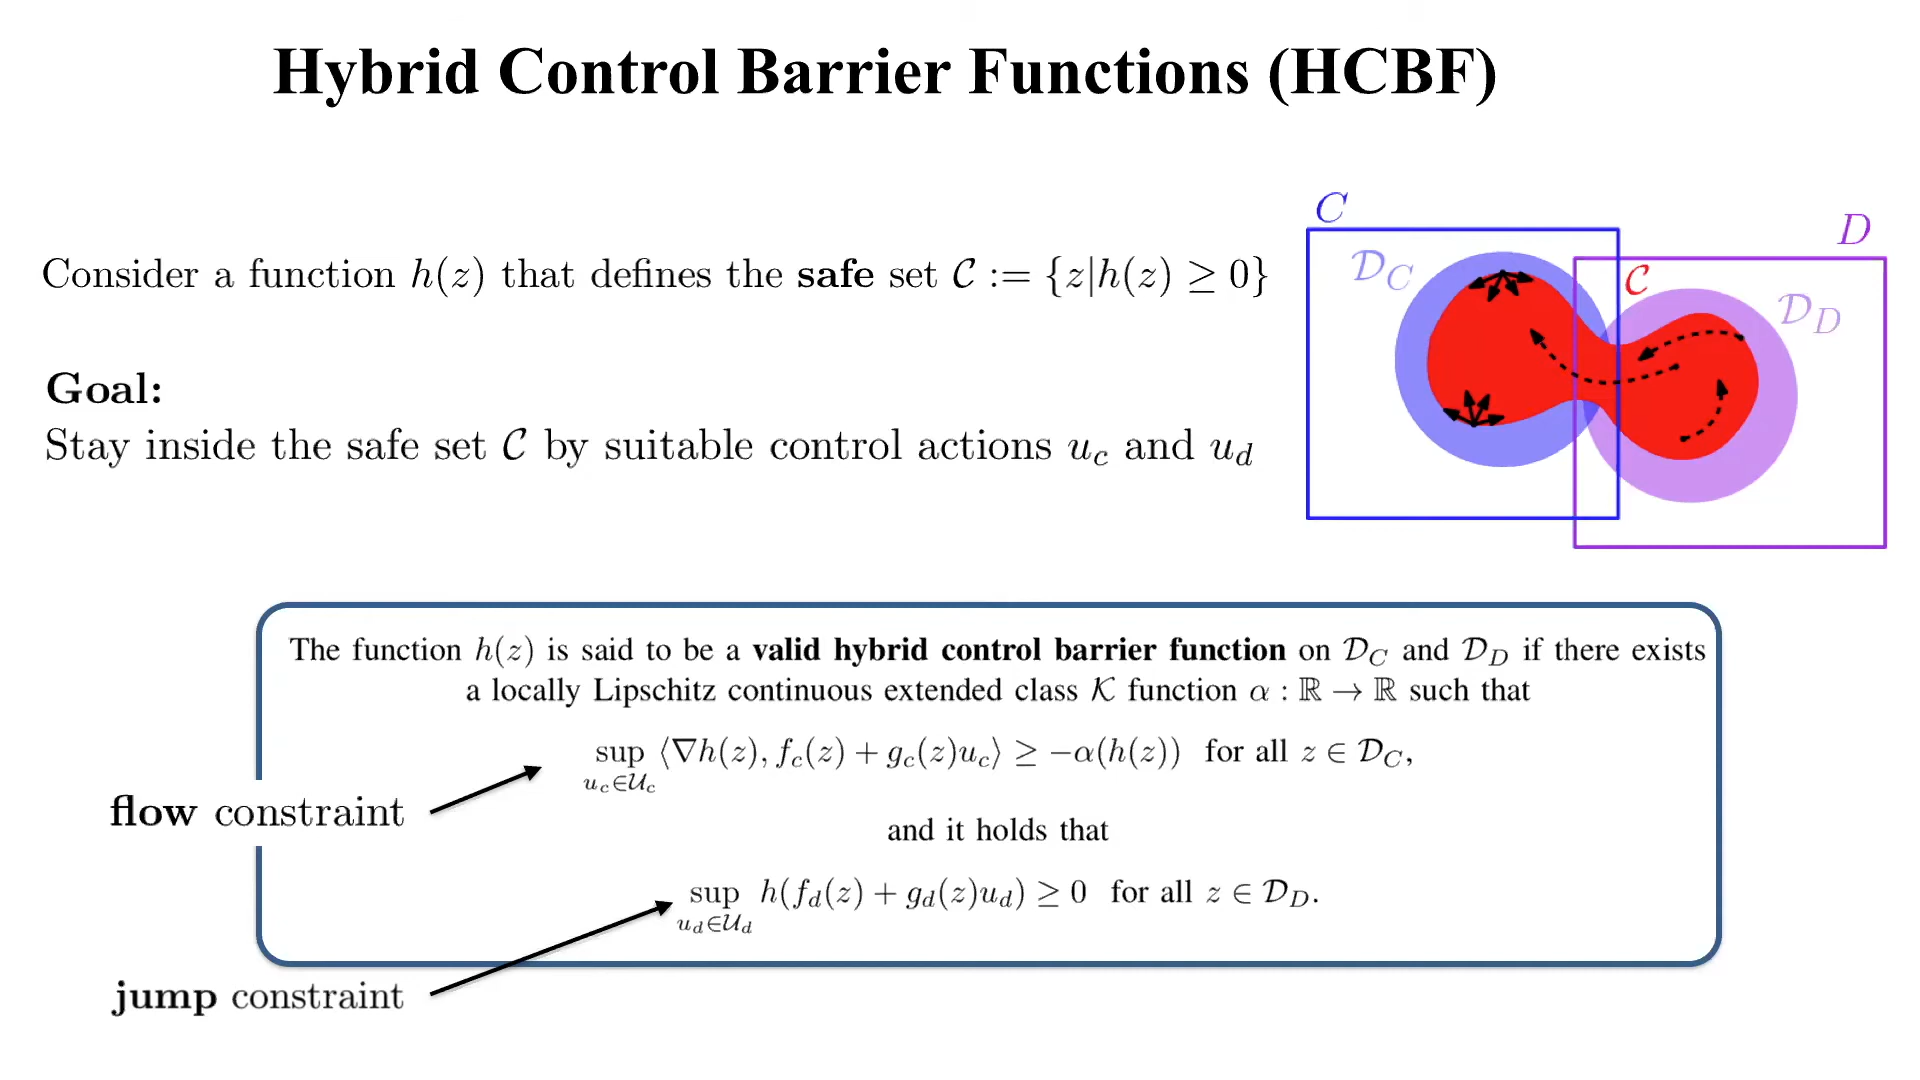 Hybrid Control Barrier Functions (HCBF)
Consider a function h(z) that defines the safe set 𝒞 := {z|h(z) ≥ 0}
Goal:
Stay inside the safe set 𝒞 by suitable control actions u_c and u_d
C
D
𝒟_C
𝒞
𝒟_D
The function h(z) is said to be a valid hybrid control barrier function on 𝒟_C and 𝒟_D if there exists
a locally Lipschitz continuous extended class 𝒦 function α : ℝ → ℝ such that
sup_{u_c∈𝒰_c} ⟨∇h(z), f_c(z) + g_c(z)u_c⟩ ≥ −α(h(z)) for all z ∈ 𝒟_C,
flow constraint
and it holds that
sup_{u_d∈𝒰_d} h(f_d(z) + g_d(z)u_d) ≥ 0 for all z ∈ 𝒟_D.
jump constraint